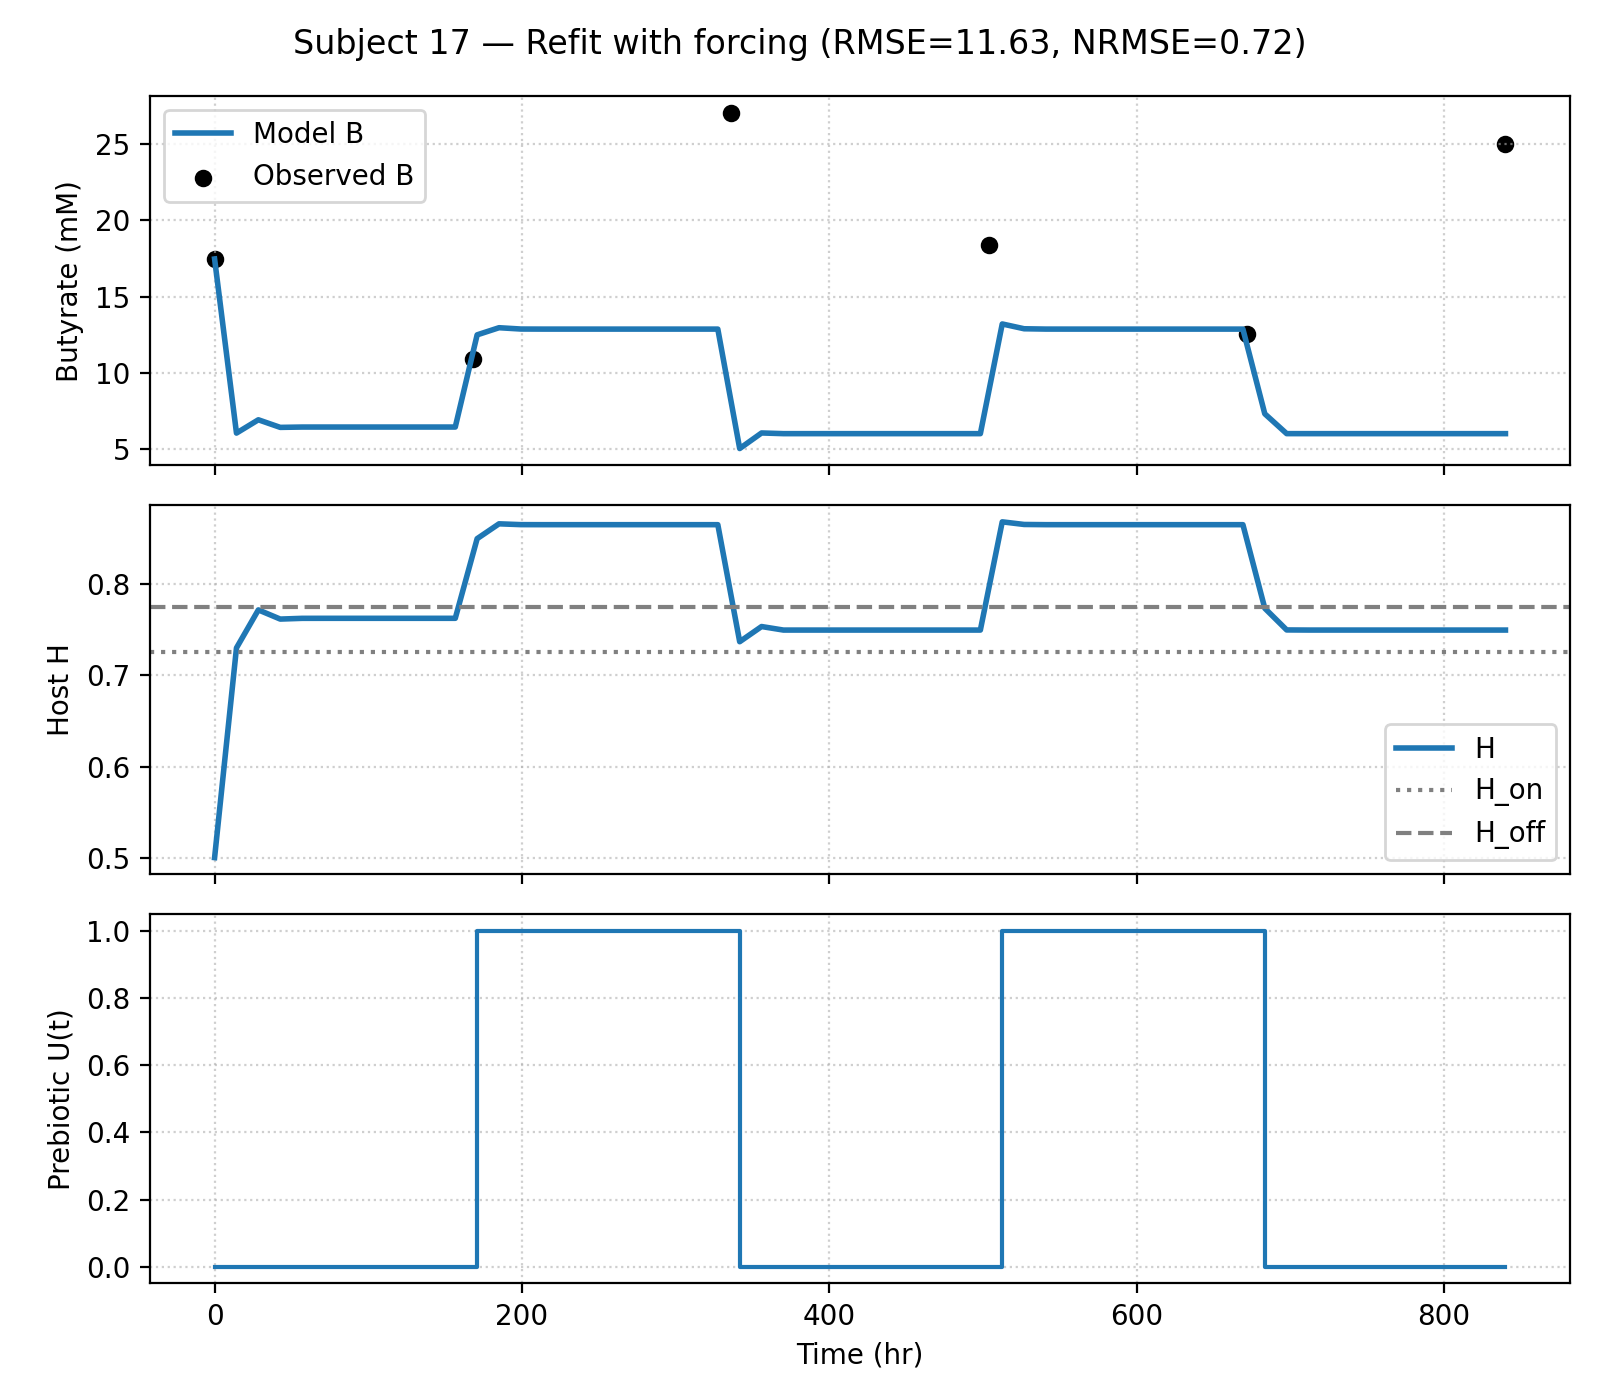 Subject 17 — Refit with forcing (RMSE=11.63, NRMSE=0.72)
Model B
Observed B
Butyrate (mM)
25
20
15
10
5
H
H_on
H_off
Host H
0.8
0.7
0.6
0.5
Prebiotic U(t)
1.0
0.8
0.6
0.4
0.2
0.0
0 200 400 600 800
Time (hr)